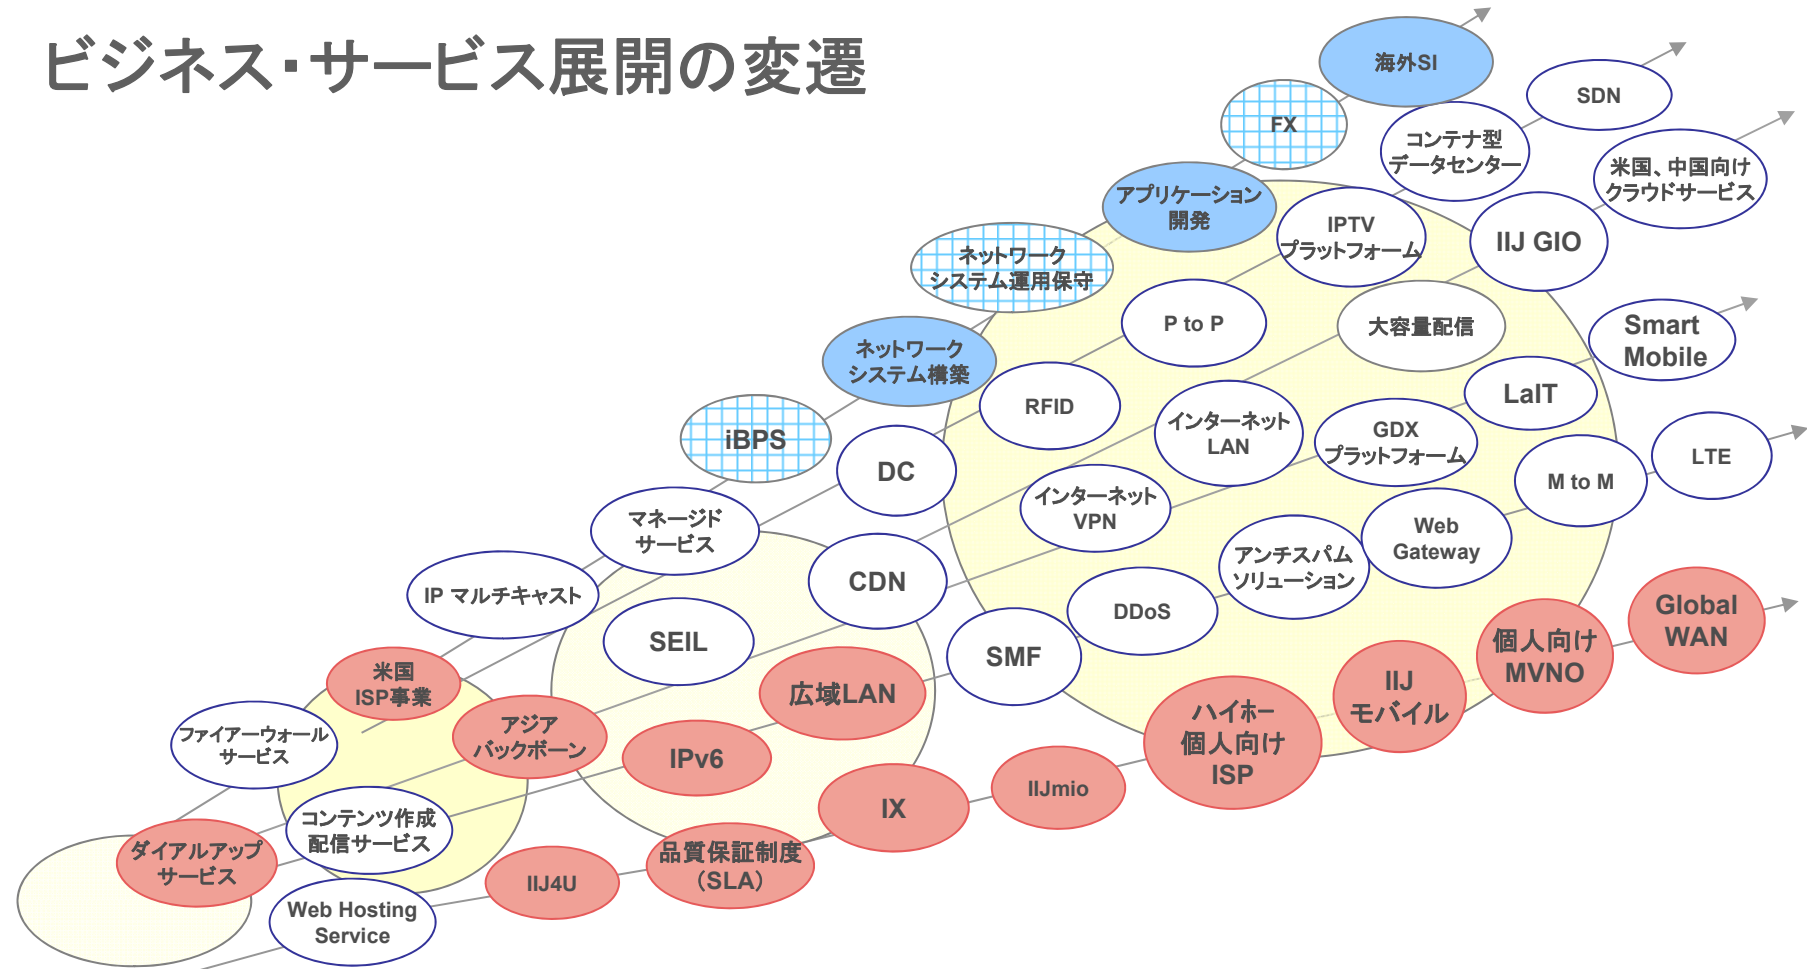 ビジネス・サービス展開の変遷
海外SI
SDN
FX
コンテナ型
データセンター
米国、中国向け
クラウドサービス
アプリケーション
開発
IPTV
プラットフォーム
IIJ GIO
ネットワーク
システム運用保守
P to P
大容量配信
Smart
Mobile
ネットワーク
システム構築
RFID
インターネット
LAN
LaIT
GDX
プラットフォーム
LTE
iBPS
DC
M to M
インターネット
VPN
Web
Gateway
マネージド
サービス
アンチスパム
ソリューション
IP マルチキャスト
CDN
DDoS
SEIL
SMF
Global
WAN
個人向け
MVNO
米国
ISP事業
広域LAN
IIJ
モバイル
ファイアーウォール
サービス
アジア
バックボーン
IPv6
ハイホー
個人向け
ISP
IIJmio
IX
コンテンツ作成
配信サービス
ダイアルアップ
サービス
品質保証制度
（SLA）
IIJ4U
Web Hosting
Service